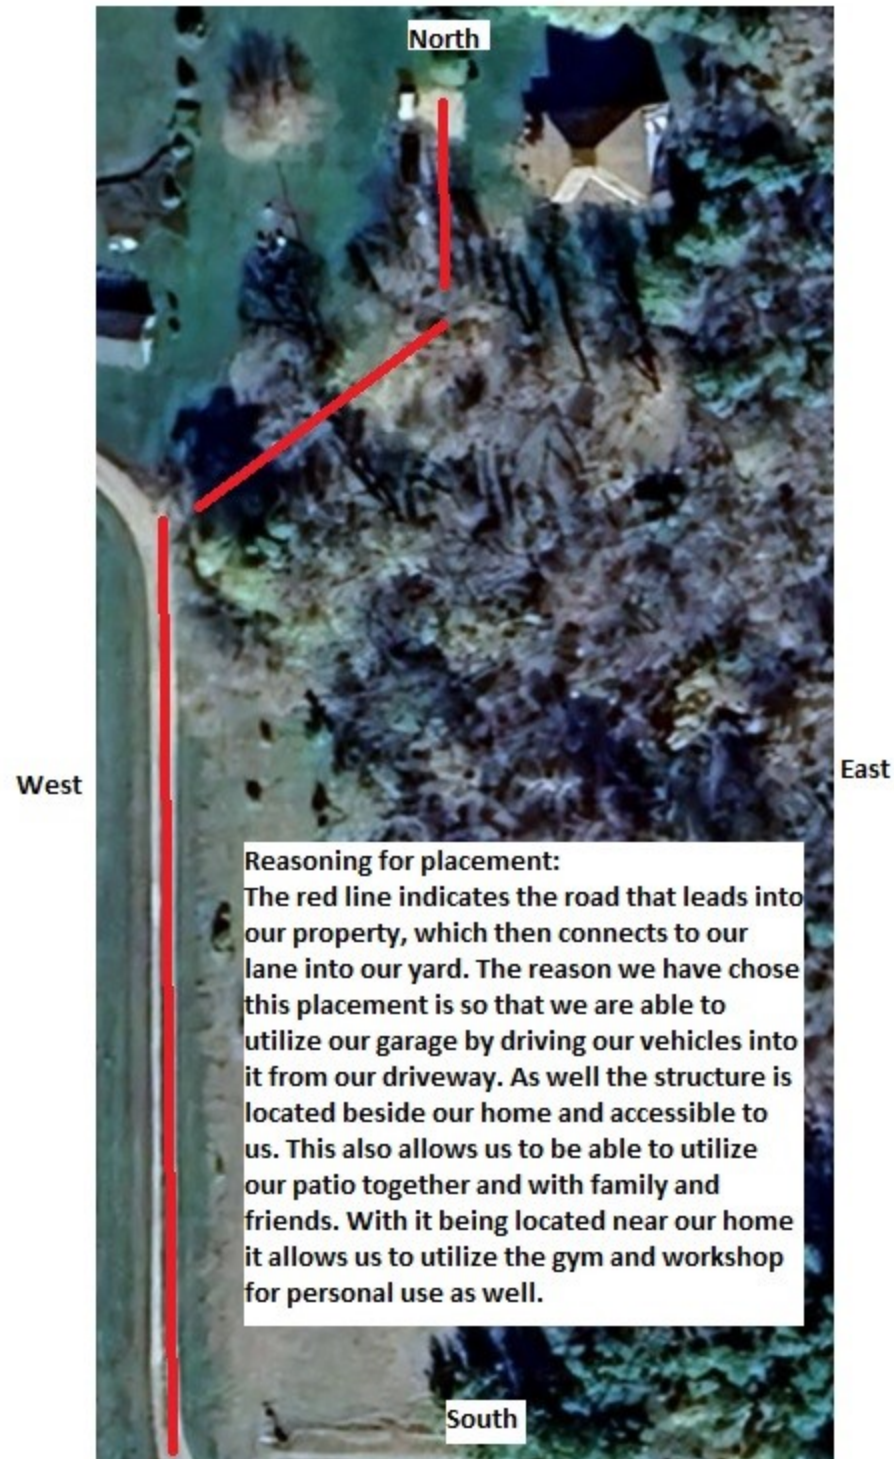 North
West
East
Reasoning for placement:
The red line indicates the road that leads into
our property, which then connects to our
lane into our yard. The reason we have chose
this placement is so that we are able to
utilize our garage by driving our vehicles into
it from our driveway. As well the structure is
located beside our home and accessible to
us. This also allows us to be able to utilize
our patio together and with family and
friends. With it being located near our home
it allows us to utilize the gym and workshop
for personal use as well.
South